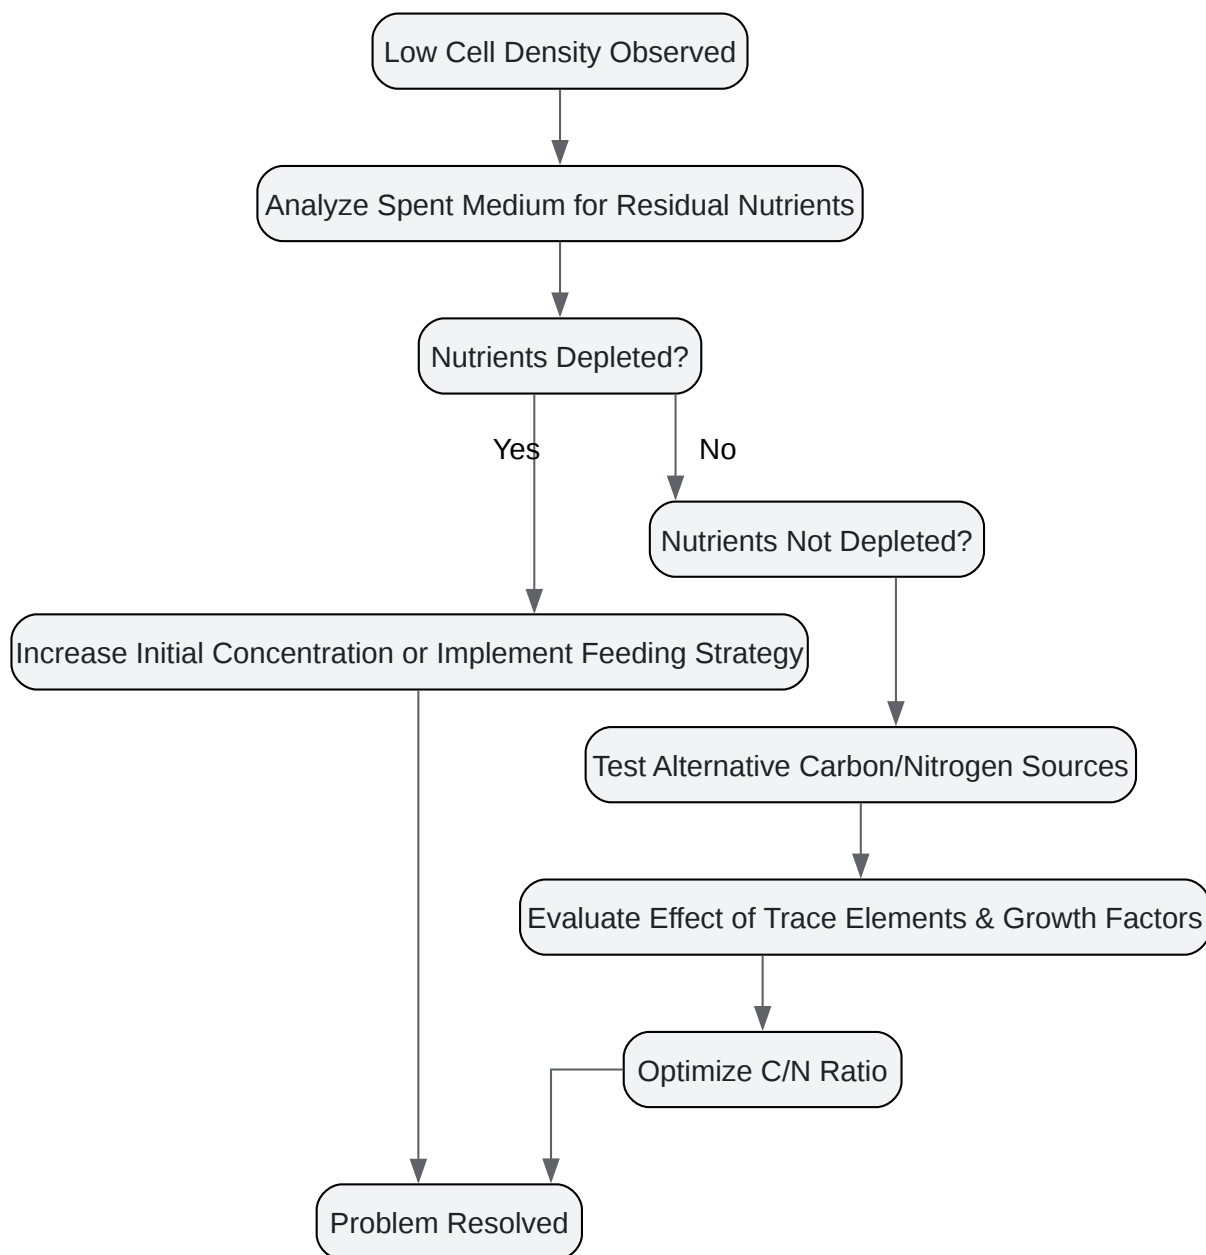 Low Cell Density Observed
Analyze Spent Medium for Residual Nutrients
Nutrients Depleted?
Yes
No
Nutrients Not Depleted?
Increase Initial Concentration or Implement Feeding Strategy
Test Alternative Carbon/Nitrogen Sources
Evaluate Effect of Trace Elements & Growth Factors
Optimize C/N Ratio
Problem Resolved